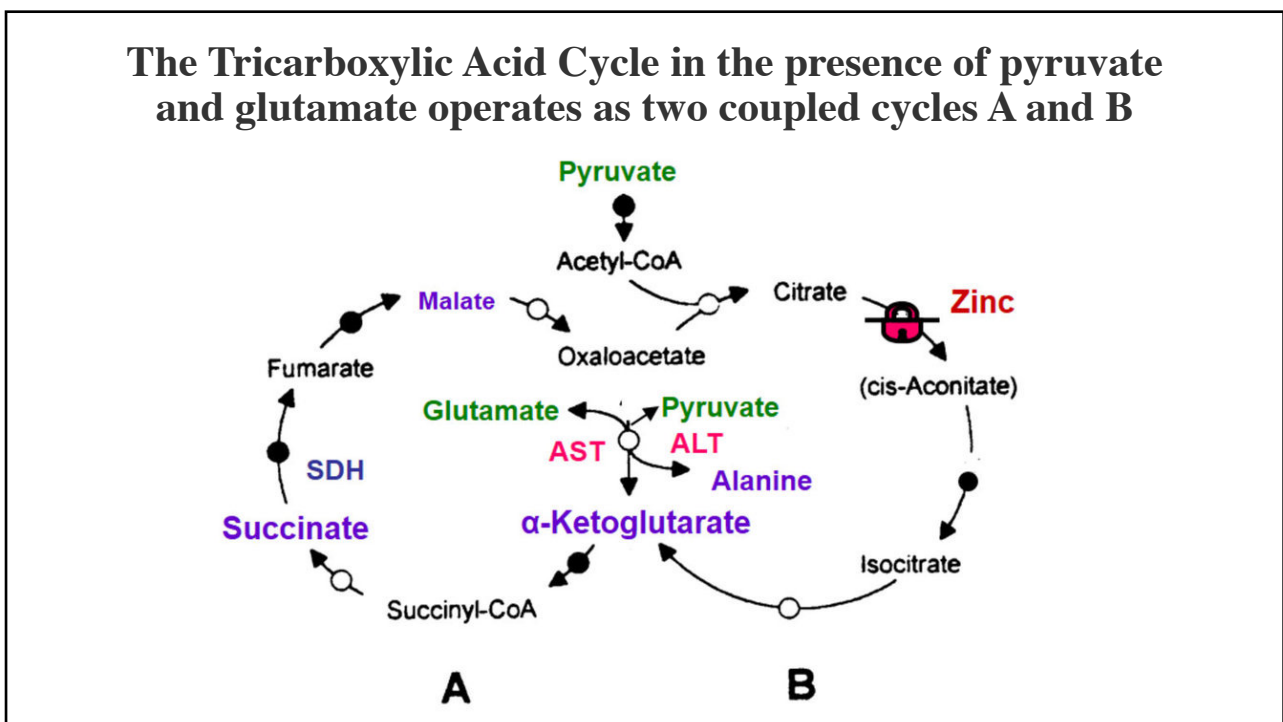 The Tricarboxylic Acid Cycle in the presence of pyruvate
and glutamate operates as two coupled cycles A and B
Pyruvate
Acetyl-CoA
Citrate
Zinc
Malate
Oxaloacetate
Fumarate
(cis-Aconitate)
Glutamate
Pyruvate
AST
ALT
SDH
Alanine
Succinate
α-Ketoglutarate
Isocitrate
Succinyl-CoA
A
B